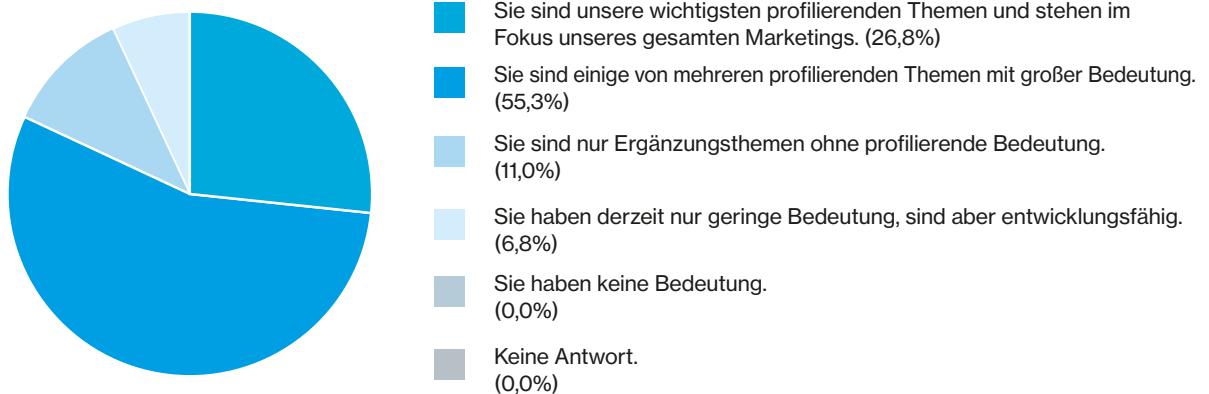 Sie sind unsere wichtigsten profilierenden Themen und stehen im
Fokus unseres gesamten Marketings. (26,8%)
Sie sind einige von mehreren profilierenden Themen mit großer Bedeutung.
(55,3%)
Sie sind nur Ergänzungsthemen ohne profilierende Bedeutung.
(11,0%)
Sie haben derzeit nur geringe Bedeutung, sind aber entwicklungsfähig.
(6,8%)
Sie haben keine Bedeutung.
(0,0%)
Keine Antwort.
(0,0%)